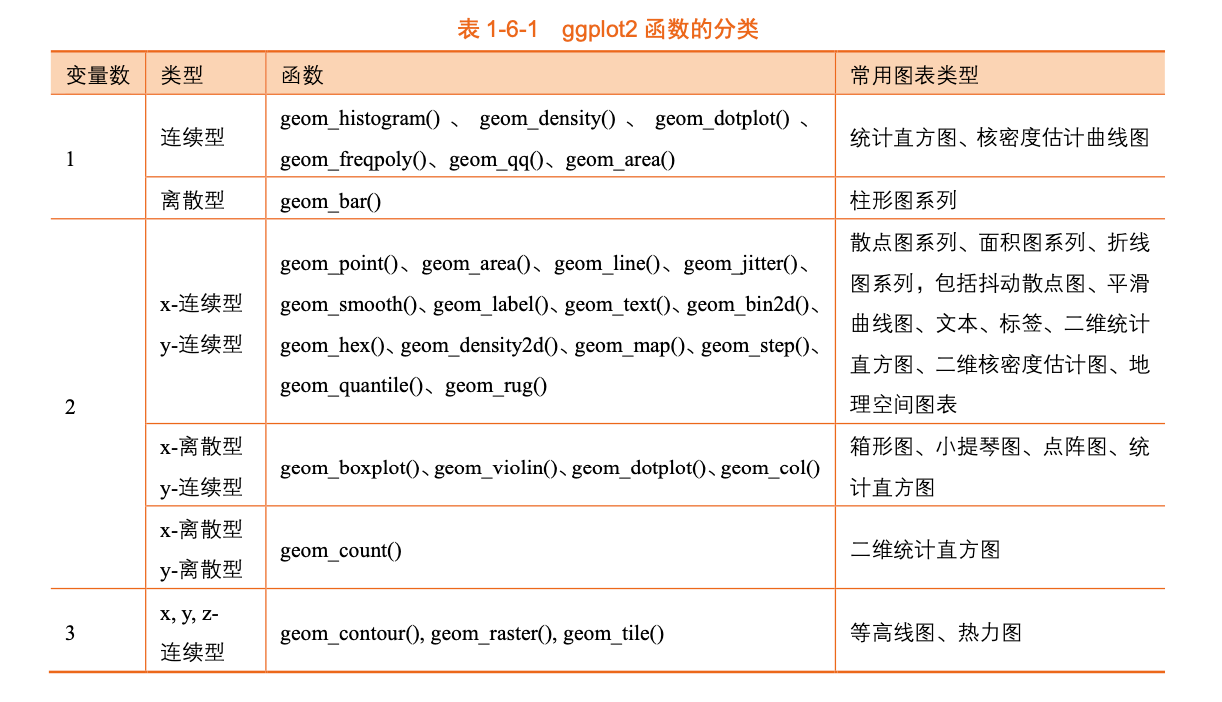 表 1-6-1 ggplot2 函数的分类
变量数 类型 函数 常用图表类型
1
连续型
geom_histogram() 、 geom_density() 、 geom_dotplot() 、
geom_freqpoly()、geom_qq()、geom_area()
统计直方图、核密度估计曲线图
离散型
geom_bar()
柱形图系列
2
x-连续型
y-连续型
geom_point()、geom_area()、geom_line()、geom_jitter()、
geom_smooth()、geom_label()、geom_text()、geom_bin2d()、
geom_hex()、geom_density2d()、geom_map()、geom_step()、
geom_quantile()、geom_rug()
散点图系列、面积图系列、折线
图系列，包括抖动散点图、平滑
曲线图、文本、标签、二维统计
直方图、二维核密度估计图、地
理空间图表
x-离散型
y-连续型
geom_boxplot()、geom_violin()、geom_dotplot()、geom_col()
箱形图、小提琴图、点阵图、统
计直方图
x-离散型
y-离散型
geom_count()
二维统计直方图
3
x, y, z-
连续型
geom_contour(), geom_raster(), geom_tile()
等高线图、热力图